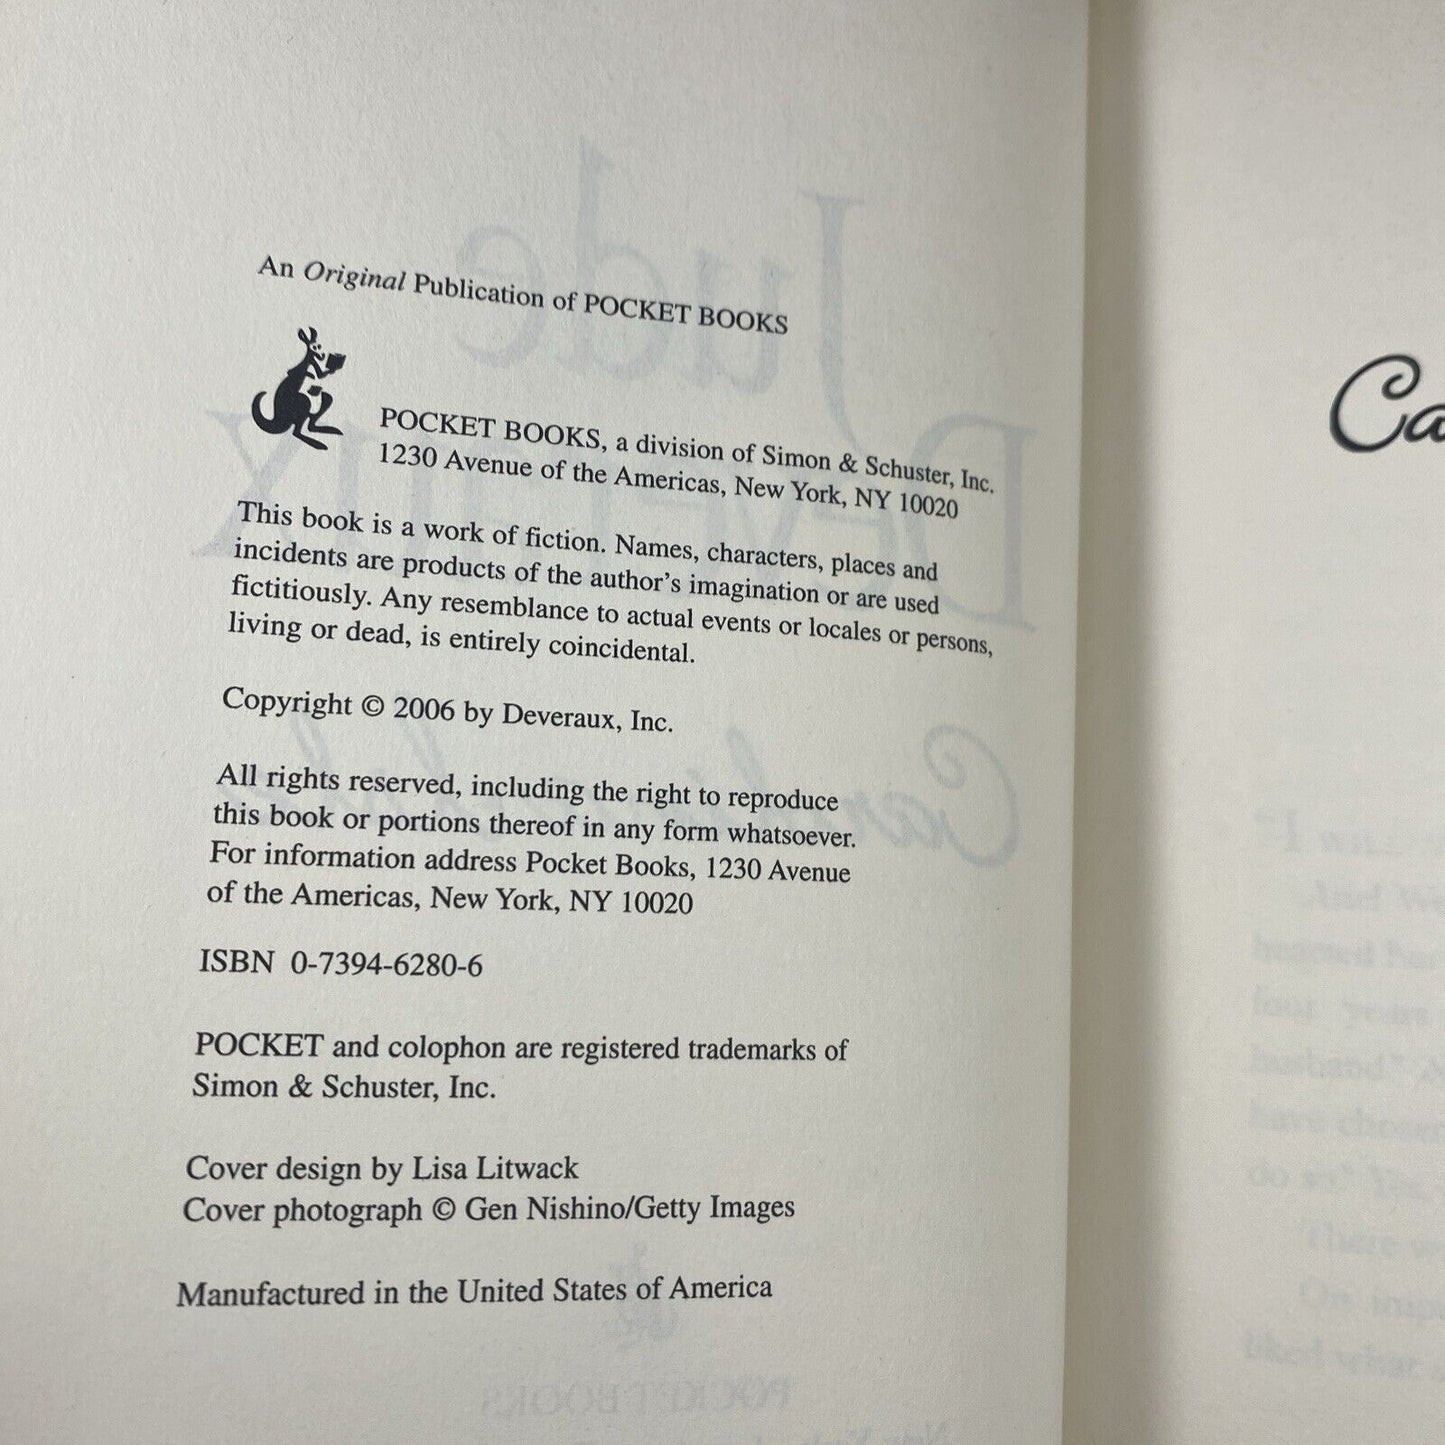 An Original Publication of POCKET BOOKS
POCKET BOOKS, a division of Simon & Schuster, Inc.
1230 Avenue of the Americas, New York, NY 10020
This book is a work of fiction. Names, characters, places and
incidents are products of the author's imagination or are used
fictitiously. Any resemblance to actual events or locales or persons,
living or dead, is entirely coincidental.
Copyright © 2006 by Deveraux, Inc.
All rights reserved, including the right to reproduce
this book or portions thereof in any form whatsoever.
For information address Pocket Books, 1230 Avenue
of the Americas, New York, NY 10020
ISBN 0-7394-6280-6
POCKET and colophon are registered trademarks of
Simon & Schuster, Inc.
Cover design by Lisa Litwack
Cover photograph © Gen Nishino/Getty Images
Manufactured in the United States of America
Ca